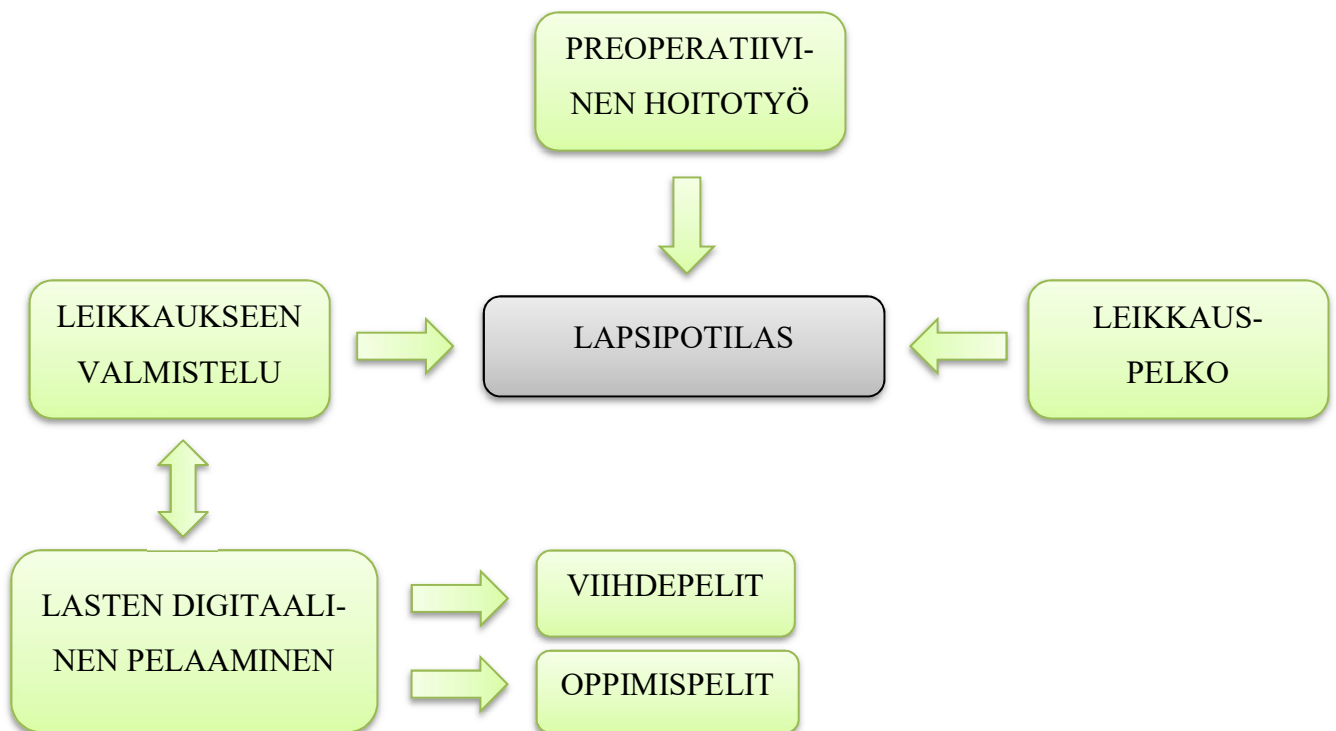 PREOPERATIIVI-
NEN HOITOTYÖ
LEIKKAUKSEEN
VALMISTELU
LAPSIPOTILAS
LEIKKAUS-
PELKO
LASTEN DIGITAALI-
NEN PELAAMINEN
VIIHDEPELIT
OPPIMISPELIT